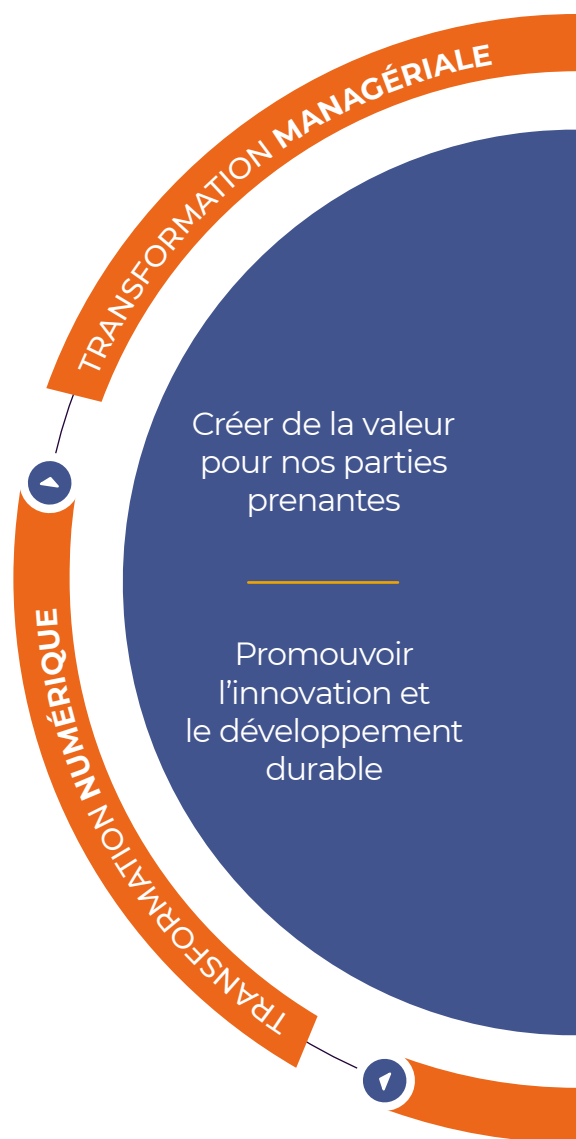 TRANSFORMATION MANAGÉRIALE
Créer de la valeur
pour nos parties
prenantes
Promouvoir
l’innovation et
le développement
durable
TRANSFORMATION NUMÉRIQUE